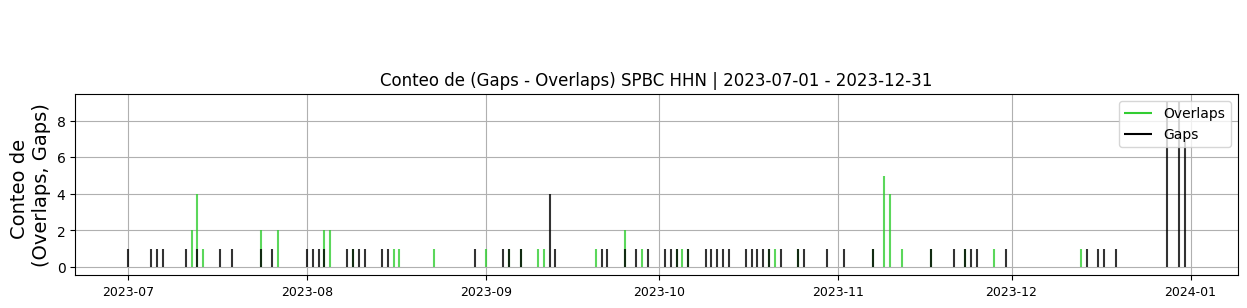 Conteo de (Gaps - Overlaps) SPBC HHN | 2023-07-01 - 2023-12-31
Conteo de
(Overlaps, Gaps)
8
6
4
2
0
Overlaps
Gaps
2023-07
2023-08
2023-09
2023-10
2023-11
2023-12
2024-01